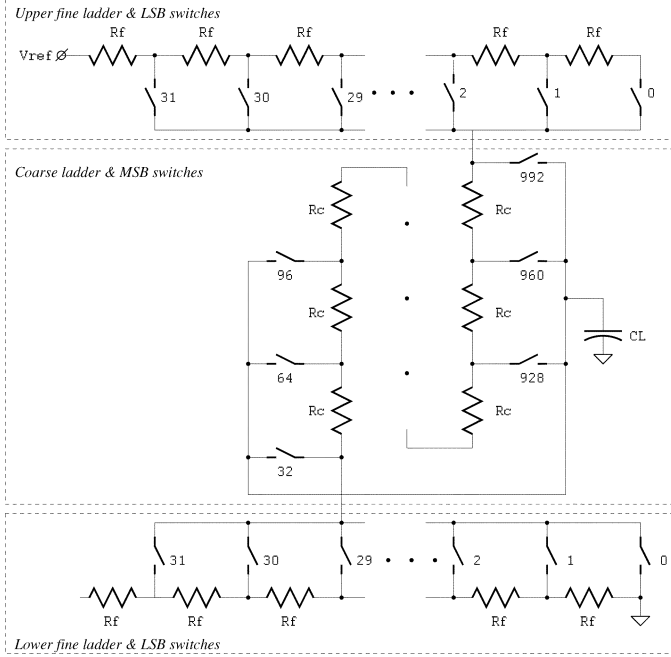 Upper fine ladder & LSB switches
Rf Rf Rf Rf Rf
Vref
31 30 29 2 1 0
Coarse ladder & MSB switches
992
Rc Rc
96 960
Rc Rc
CL
64 928
Rc Rc
32
31 30 29 2 1 0
Rf Rf Rf Rf Rf
Lower fine ladder & LSB switches